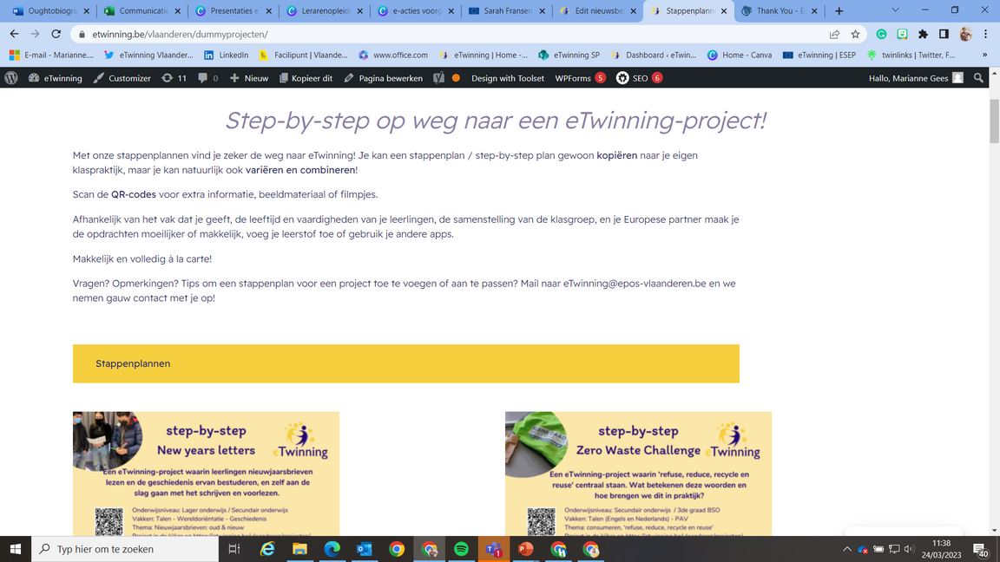 Oughtobiogra
Communicatie
Presentaties e
Lerarenopleidi
e-acties voorg
Sarah Fransen
Edit nieuwsbe
Stappenplann
Thank You - E
etwinning.be/vlaanderen/dummyprojecten/
E-mail - Marianne....
eTwinning Vlaander...
LinkedIn
Facilipunt | Vlaande...
www.office.com
eTwinning | Home -...
eTwinning SP
Dashboard ‹ eTwin...
Home - Canva
eTwinning | ESEP
twinlinks | Twitter, F...
»
eTwinning
Customizer
11
0
Nieuw
Kopieer dit
Pagina bewerken
Design with Toolset
WPForms 5
SEO 6
Hallo, Marianne Gees
Step-by-step op weg naar een eTwinning-project!
Met onze stappenplannen vind je zeker de weg naar eTwinning! Je kan een stappenplan / step-by-step plan gewoon kopiëren naar je eigen
klaspraktijk, maar je kan natuurlijk ook variëren en combineren!
Scan de QR-codes voor extra informatie, beeldmateriaal of filmpjes.
Afhankelijk van het vak dat je geeft, de leeftijd en vaardigheden van je leerlingen, de samenstelling van de klasgroep, en je Europese partner maak je
de opdrachten moeilijker of makkelijk, voeg je leerstof toe of gebruik je andere apps.
Makkelijk en volledig à la carte!
Vragen? Opmerkingen? Tips om een stappenplan voor een project toe te voegen of aan te passen? Mail naar eTwinning@epos-vlaanderen.be en we
nemen gauw contact met je op!
Stappenplannen
step-by-step
New years letters
eTwinning
Een eTwinning-project waarin leerlingen nieuwjaarsbrieven
lezen en de geschiedenis ervan bestuderen, en zelf aan de
slag gaan met het schrijven en voorlezen.
Onderwijsniveau: Lager onderwijs / Secundair onderwijs
Vakken: Talen - Wereldoriëntatie - Geschiedenis
Thema: Nieuwjaarsbrieven: oud & nieuw
step-by-step
Zero Waste Challenge
eTwinning
Een eTwinning-project waarin 'refuse, reduce, recycle en
reuse' centraal staan. Wat betekenen deze woorden en
hoe brengen we dit in praktijk?
Onderwijsniveau: Secundair onderwijs / 3de graad BSO
Vakken: Talen (Engels en Nederlands) - PAV
Thema: consumeren, 'refuse, reduce, recycle en reuse'
Typ hier om te zoeken
1
11:38
24/03/2023
40